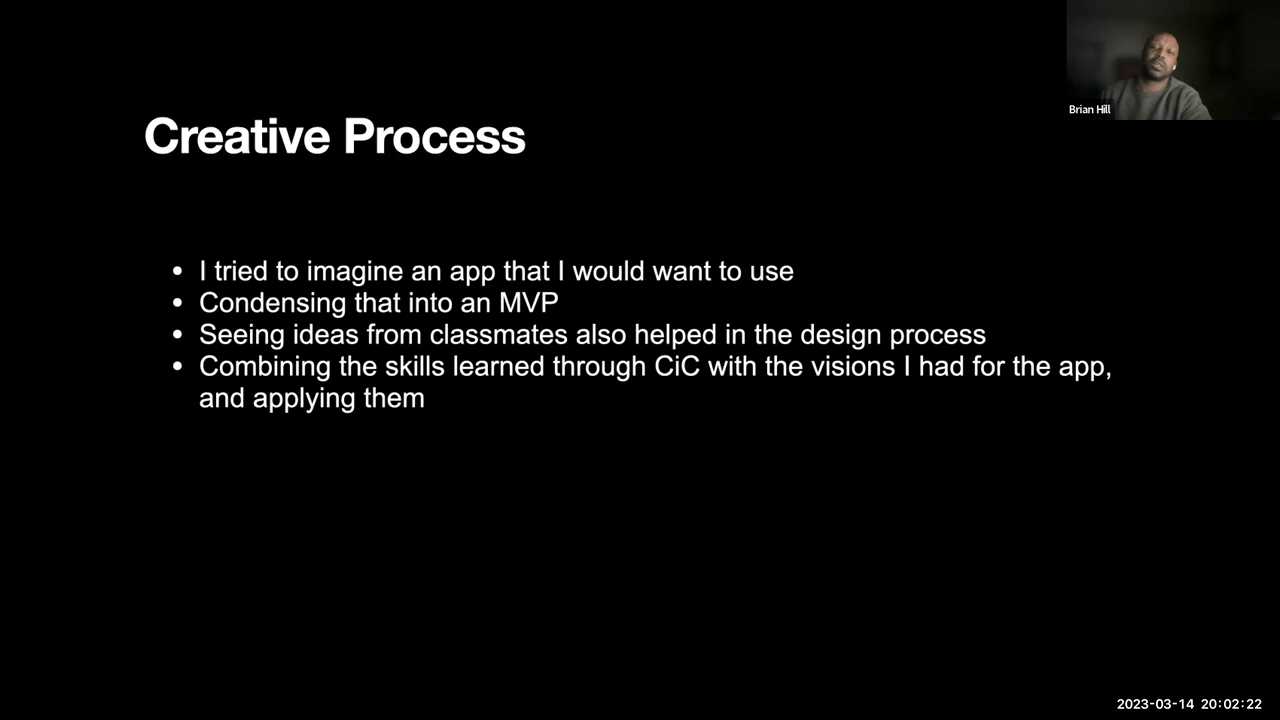 Brian Hill
Creative Process
• I tried to imagine an app that I would want to use
• Condensing that into an MVP
• Seeing ideas from classmates also helped in the design process
• Combining the skills learned through CiC with the visions I had for the app,
and applying them
2023-03-14 20:02:22